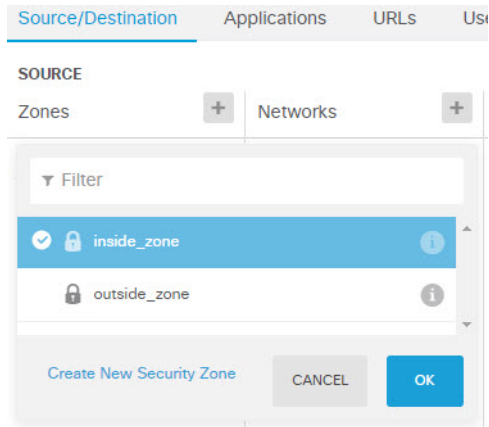 Source/Destination Applications URLs
SOURCE
Zones + Networks +
Filter
inside_zone i
outside_zone i
Create New Security Zone CANCEL OK